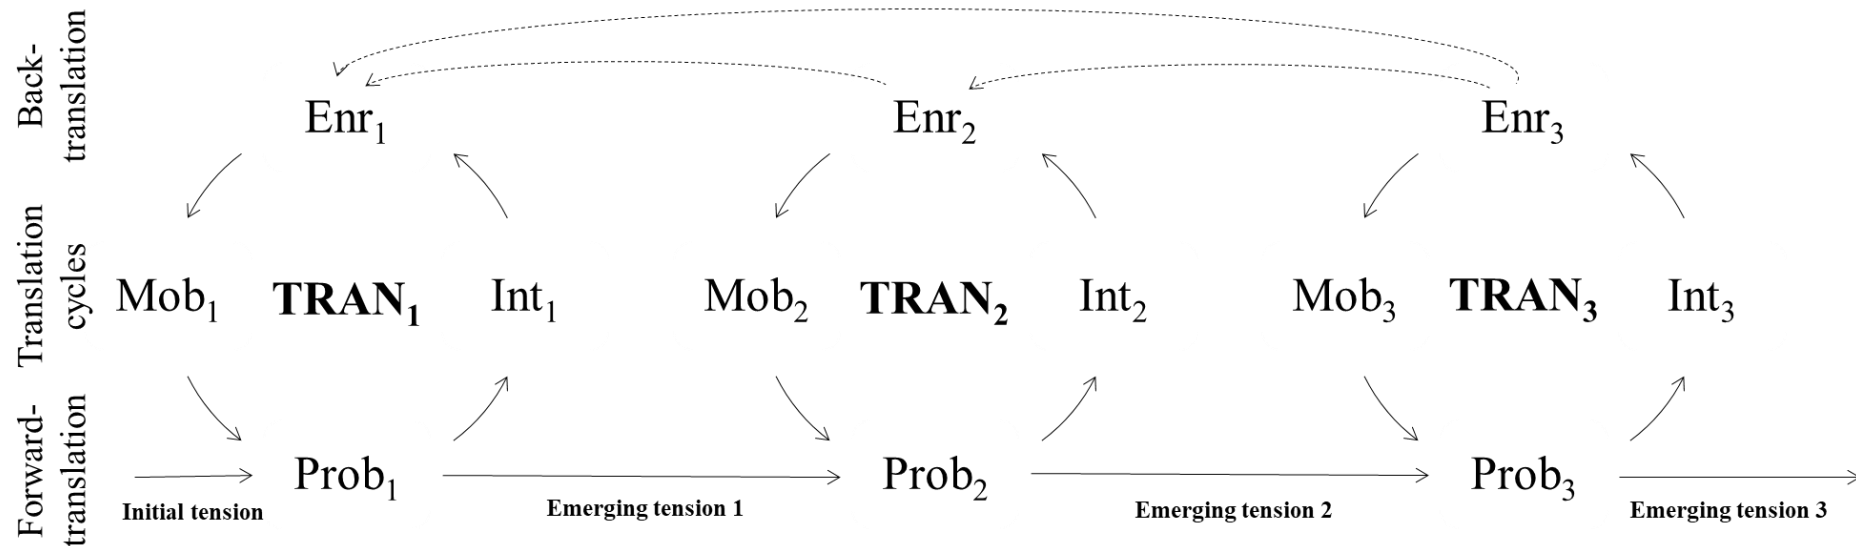 Back-
translation
Enr₁ Enr₂ Enr₃
Translation
cycles
Mob₁ TRAN₁ Int₁ Mob₂ TRAN₂ Int₂ Mob₃ TRAN₃ Int₃
Forward-
translation
Prob₁ Prob₂ Prob₃
Initial tension Emerging tension 1 Emerging tension 2 Emerging tension 3